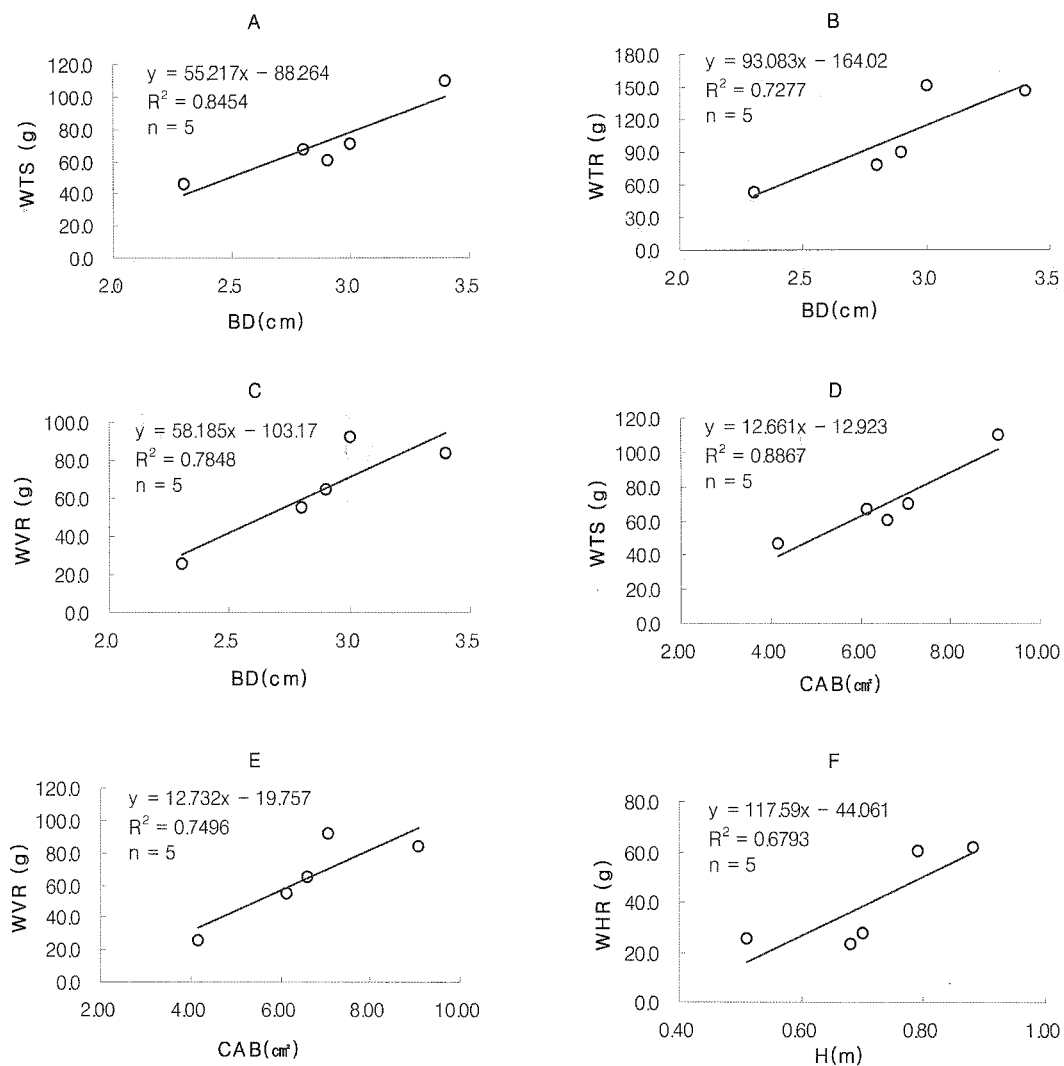 A
y = 55.217x − 88.264
R² = 0.8454
n = 5
WTS (g)
120.0
100.0
80.0
60.0
40.0
20.0
0.0
2.0 2.5 3.0 3.5
BD(cm)
B
y = 93.083x − 164.02
R² = 0.7277
n = 5
WTR (g)
180.0
150.0
120.0
90.0
60.0
30.0
0.0
2.0 2.5 3.0 3.5
BD(cm)
C
y = 58.185x − 103.17
R² = 0.7848
n = 5
WVR (g)
100.0
80.0
60.0
40.0
20.0
0.0
2.0 2.5 3.0 3.5
BD(cm)
D
y = 12.661x − 12.923
R² = 0.8867
n = 5
WTS (g)
120.0
100.0
80.0
60.0
40.0
20.0
0.0
2.00 4.00 6.00 8.00 10.00
CAB(㎠)
E
y = 12.732x − 19.757
R² = 0.7496
n = 5
WVR (g)
120.0
100.0
80.0
60.0
40.0
20.0
0.0
2.00 4.00 6.00 8.00 10.00
CAB(㎠)
F
y = 117.59x − 44.061
R² = 0.6793
n = 5
WHR (g)
80.0
60.0
40.0
20.0
0.0
0.40 0.60 0.80 1.00
H(m)